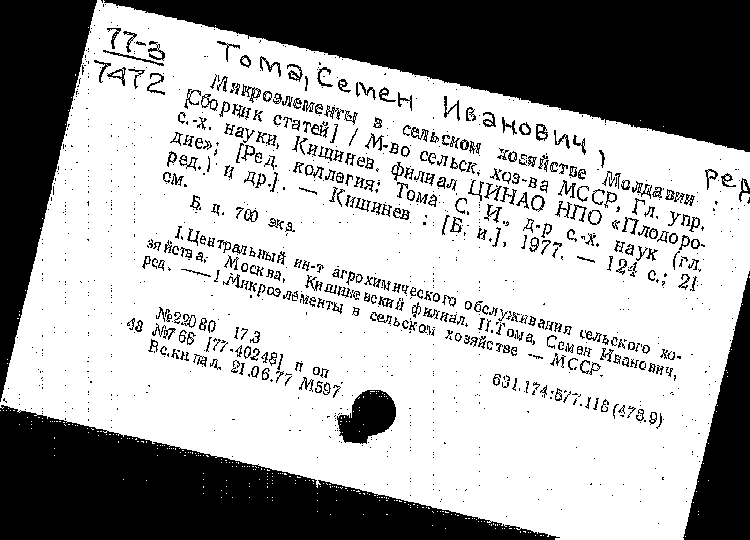 77-3
7472
Тома, Семен Иванович, ред
Микроэлементы в сельском хозяйстве Молдавии :
[Сборник статей] / М-во сельск. хоз-ва МССР, Гл. упр.
с.-х. науки, Кишинев. филиал ЦИНАО НПО «Плодоро-
дие»; [Ред. коллегия: Тома С. И., д-р с.-х. наук (гл.
ред.) и др.]. — Кишинев : [Б. и.], 1977. — 124 с.; 21
см.
Б. ц. 700 экз.
I. Центральный ин-т агрохимического обслуживания сельского хо-
зяйства. Москва, Кишиневский филиал. II. Тома, Семен Иванович,
ред. —— 1. Микроэлементы в сельском хозяйстве — МССР.
631.174:577.118(478.9)
№22080 17.3
48 №766 [77-40248] п оп
Вс.кн.пал. 21.06.77 М597